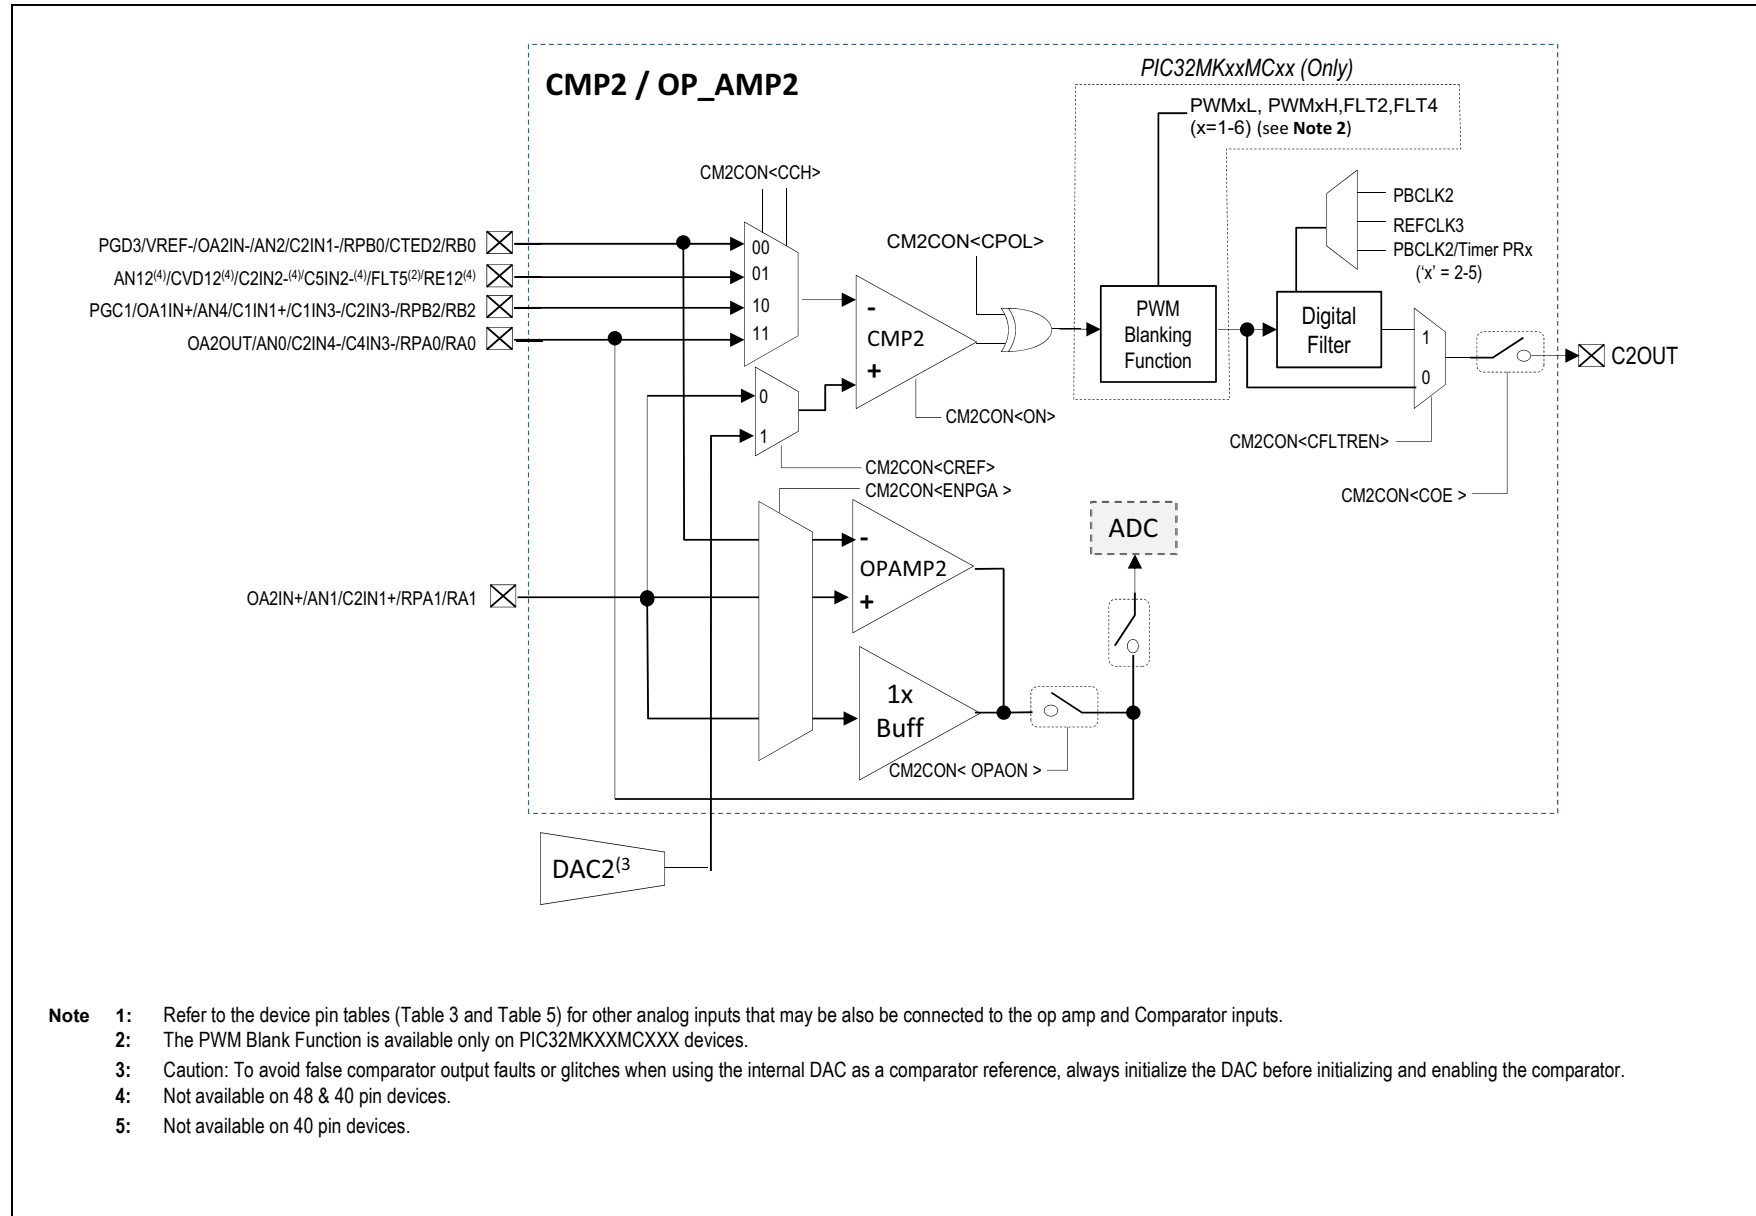 CMP2 / OP_AMP2
PIC32MKxxMCxx (Only)
PWMxL, PWMxH,FLT2,FLT4
(x=1-6) (see Note 2)
CM2CON<CCH>
PBCLK2
REFCLK3
PBCLK2/Timer PRx
('x' = 2-5)
PGD3/VREF-/OA2IN-/AN2/C2IN1-/RPB0/CTED2/RB0
AN12(4)/CVD12(4)/C2IN2-(4)/C5IN2-(4)/FLT5(2)/RE12(4)
PGC1/OA1IN+/AN4/C1IN1+/C1IN3-/C2IN3-/RPB2/RB2
OA2OUT/AN0/C2IN4-/C4IN3-/RPA0/RA0
00
01
10
11
CM2CON<CPOL>
-
CMP2
+
PWM
Blanking
Function
Digital
Filter
1
0
C2OUT
0
1
CM2CON<ON>
CM2CON<CFLTREN>
CM2CON<CREF>
CM2CON<ENPGA >
CM2CON<COE >
ADC
-
OPAMP2
+
OA2IN+/AN1/C2IN1+/RPA1/RA1
1x
Buff
CM2CON< OPAON >
DAC2(3
Note 1: Refer to the device pin tables (Table 3 and Table 5) for other analog inputs that may be also be connected to the op amp and Comparator inputs.
2: The PWM Blank Function is available only on PIC32MKXXMCXXX devices.
3: Caution: To avoid false comparator output faults or glitches when using the internal DAC as a comparator reference, always initialize the DAC before initializing and enabling the comparator.
4: Not available on 48 & 40 pin devices.
5: Not available on 40 pin devices.